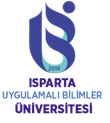 2018
ISPARTA
UYGULAMALI BİLİMLER
ÜNİVERSİTESİ